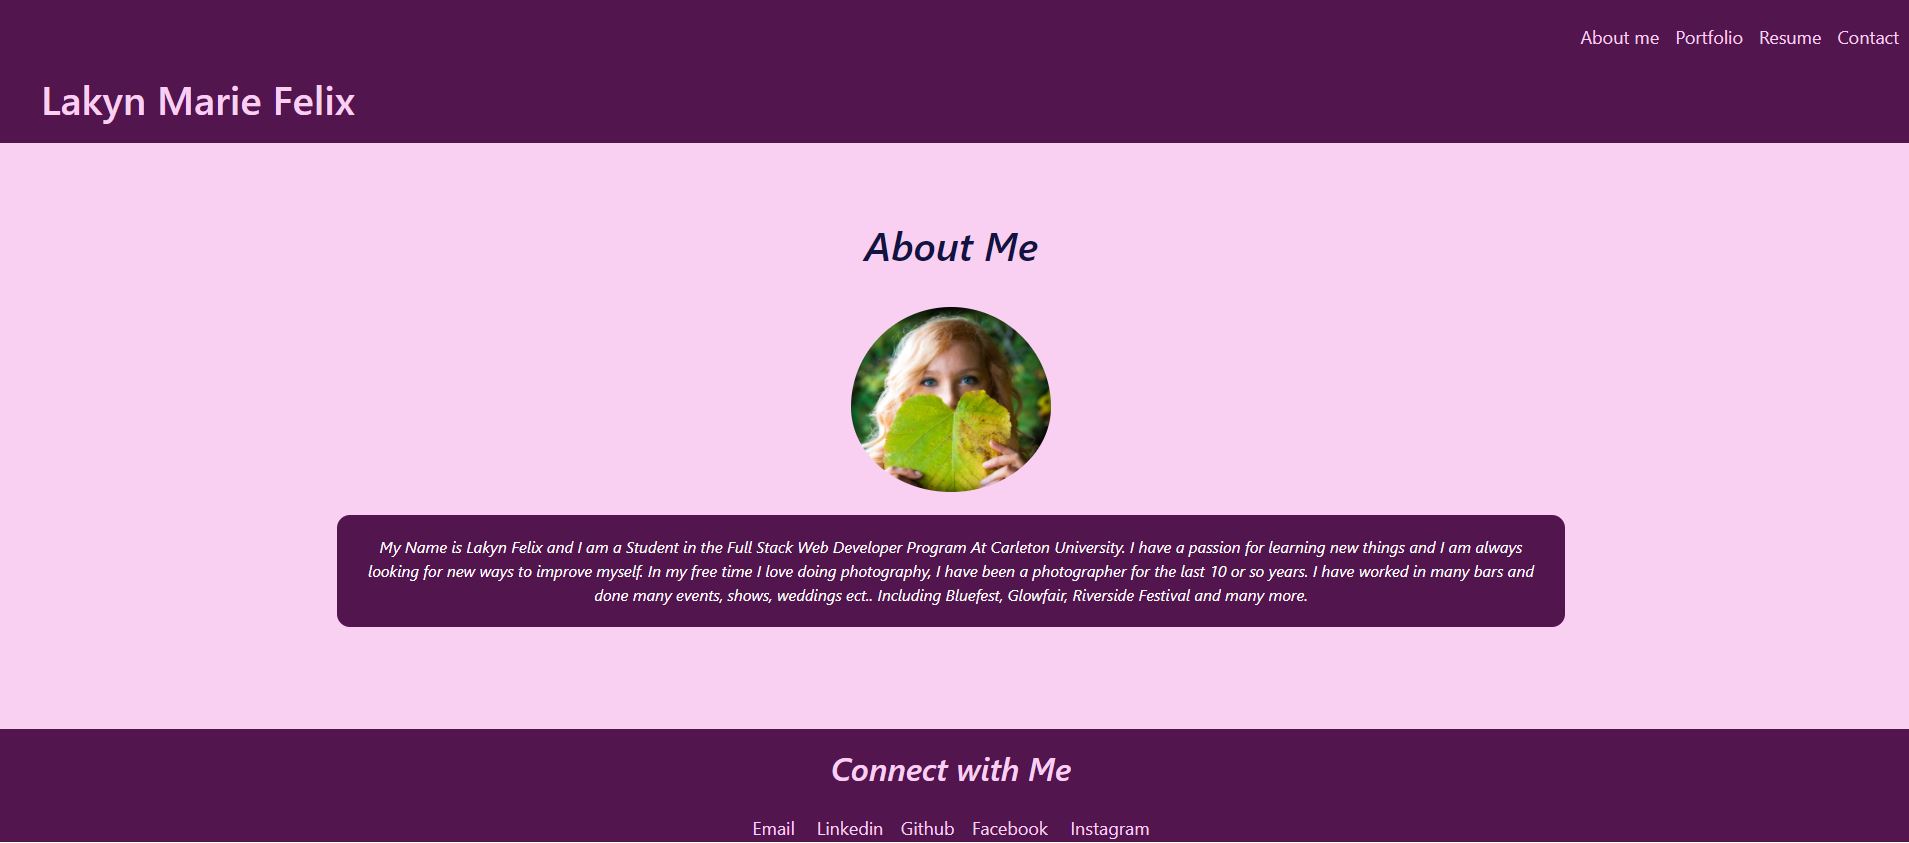 About me Portfolio Resume Contact
Lakyn Marie Felix
About Me
My Name is Lakyn Felix and I am a Student in the Full Stack Web Developer Program At Carleton University. I have a passion for learning new things and I am always
looking for new ways to improve myself. In my free time I love doing photography, I have been a photographer for the last 10 or so years. I have worked in many bars and
done many events, shows, weddings ect.. Including Bluefest, Glowfair, Riverside Festival and many more.
Connect with Me
Email Linkedin Github Facebook Instagram